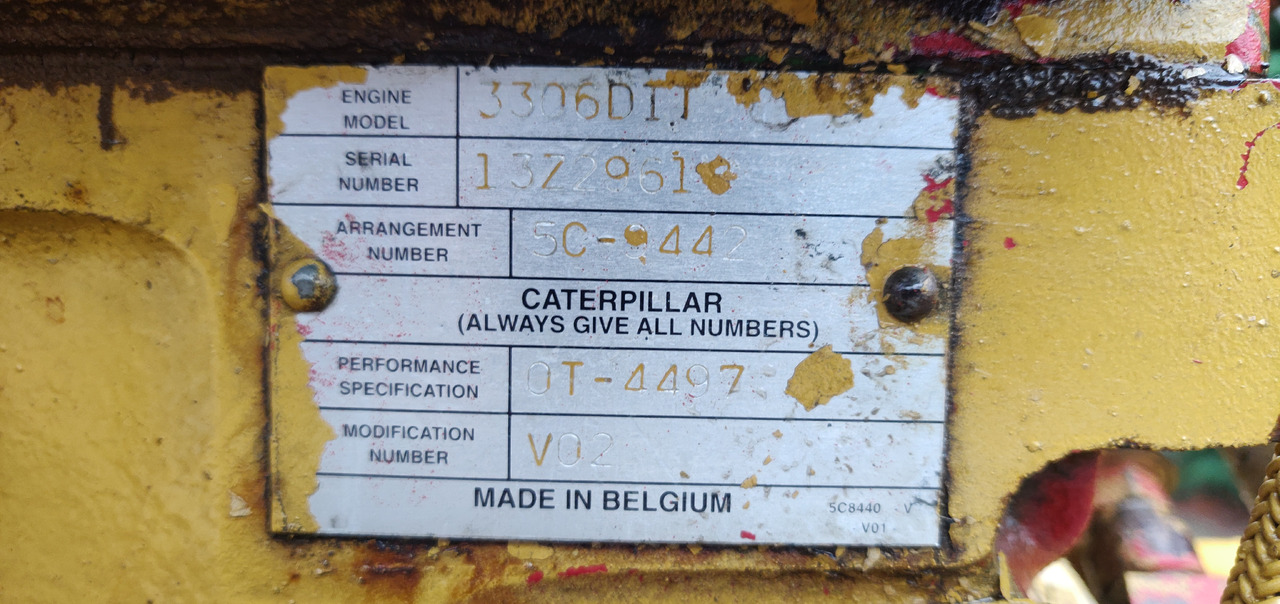 ENGINE MODEL 3306DIT
SERIAL NUMBER
ARRANGEMENT NUMBER
CATERPILLAR
(ALWAYS GIVE ALL NUMBERS)
PERFORMANCE SPECIFICATION 0T-4497
MODIFICATION NUMBER V02
MADE IN BELGIUM
5C8440 V
V01